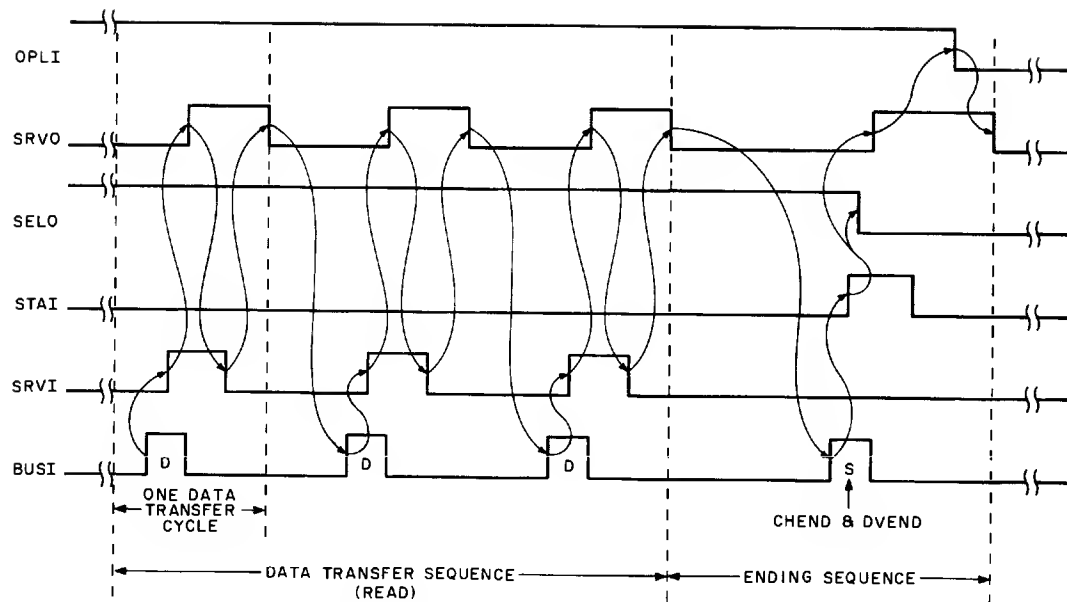 OPLI
SRVO
SELO
STAI
SRVI
BUSI
D
D
D
S
ONE DATA
TRANSFER
CYCLE
CHEND & DVEND
DATA TRANSFER SEQUENCE
(READ)
ENDING SEQUENCE